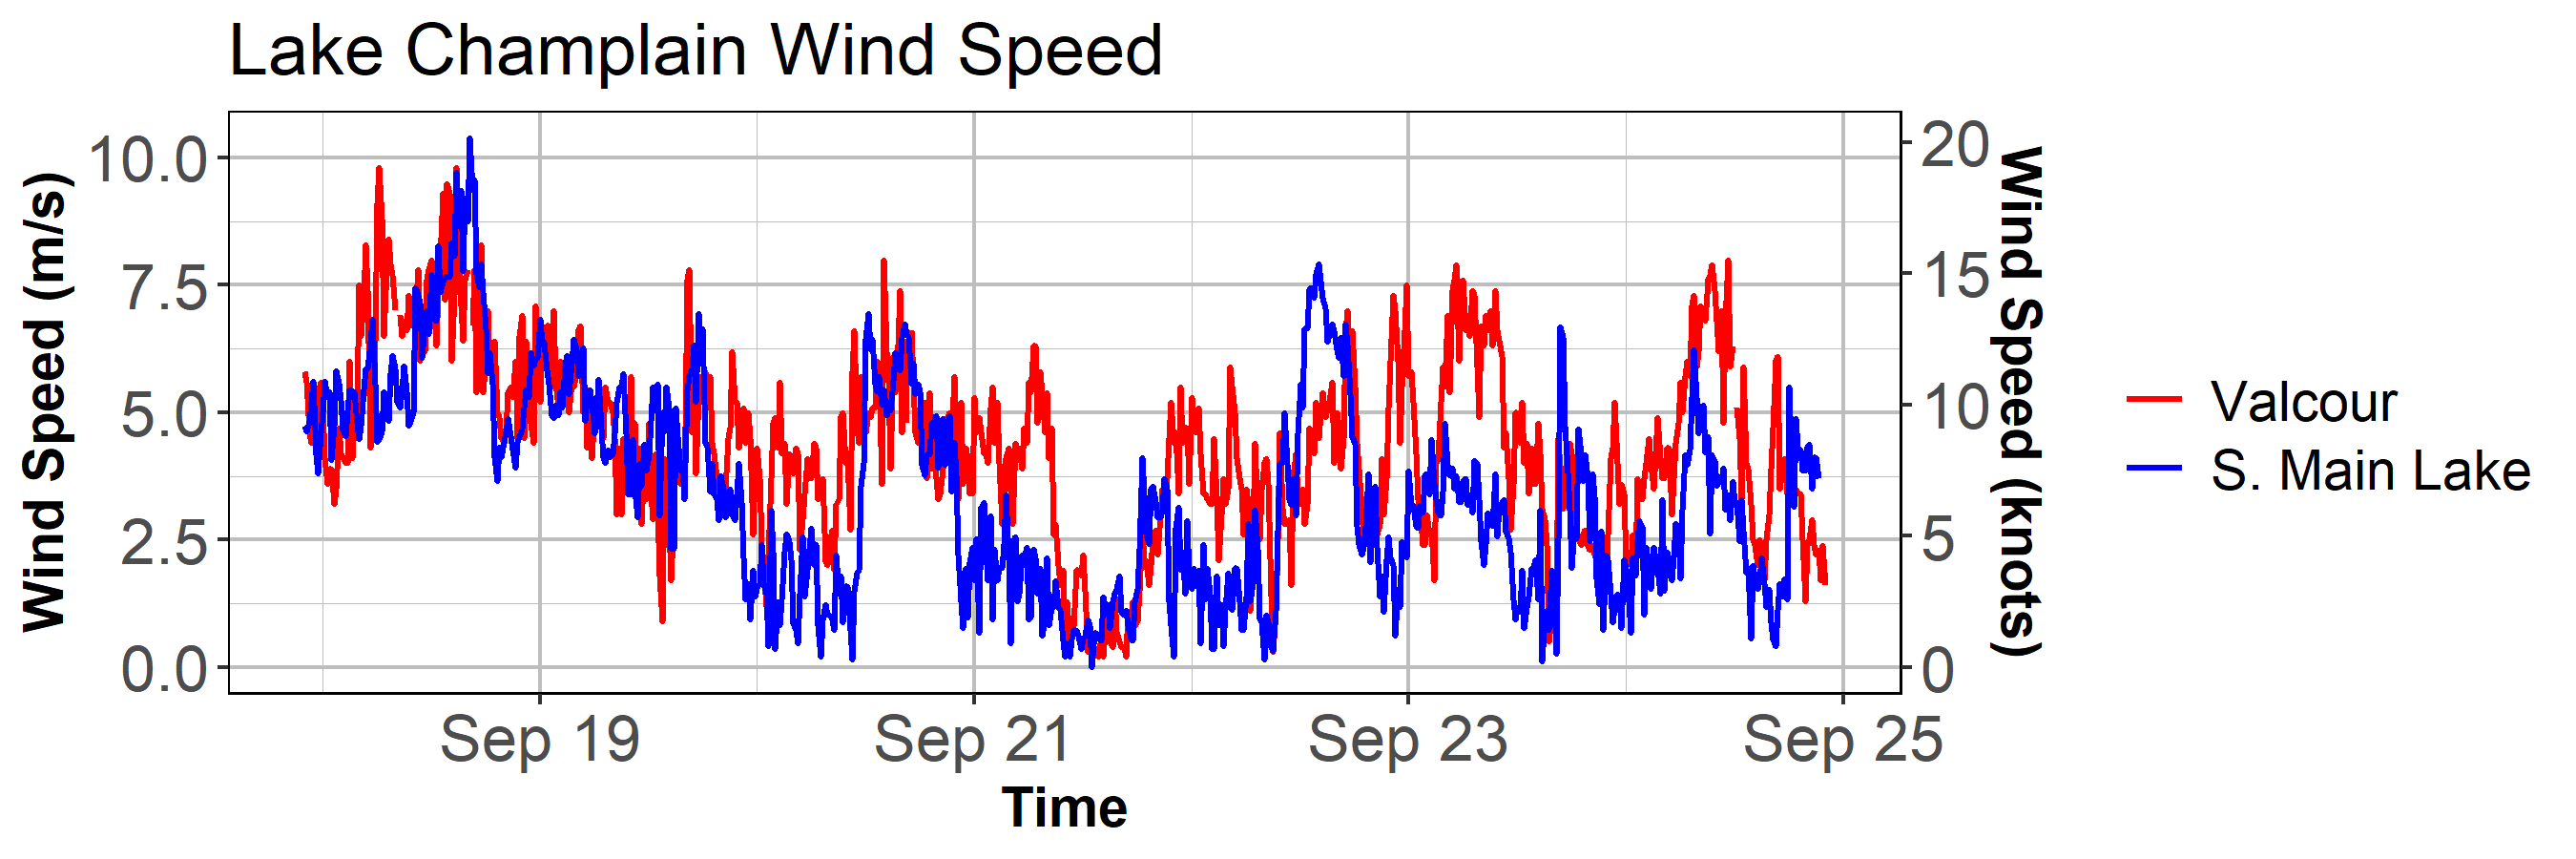 Lake Champlain Wind Speed
Wind Speed (m/s)
10.0
7.5
5.0
2.5
0.0
20
15
10
5
0
Wind Speed (knots)
Sep 19
Sep 21
Sep 23
Sep 25
Time
Valcour
S. Main Lake